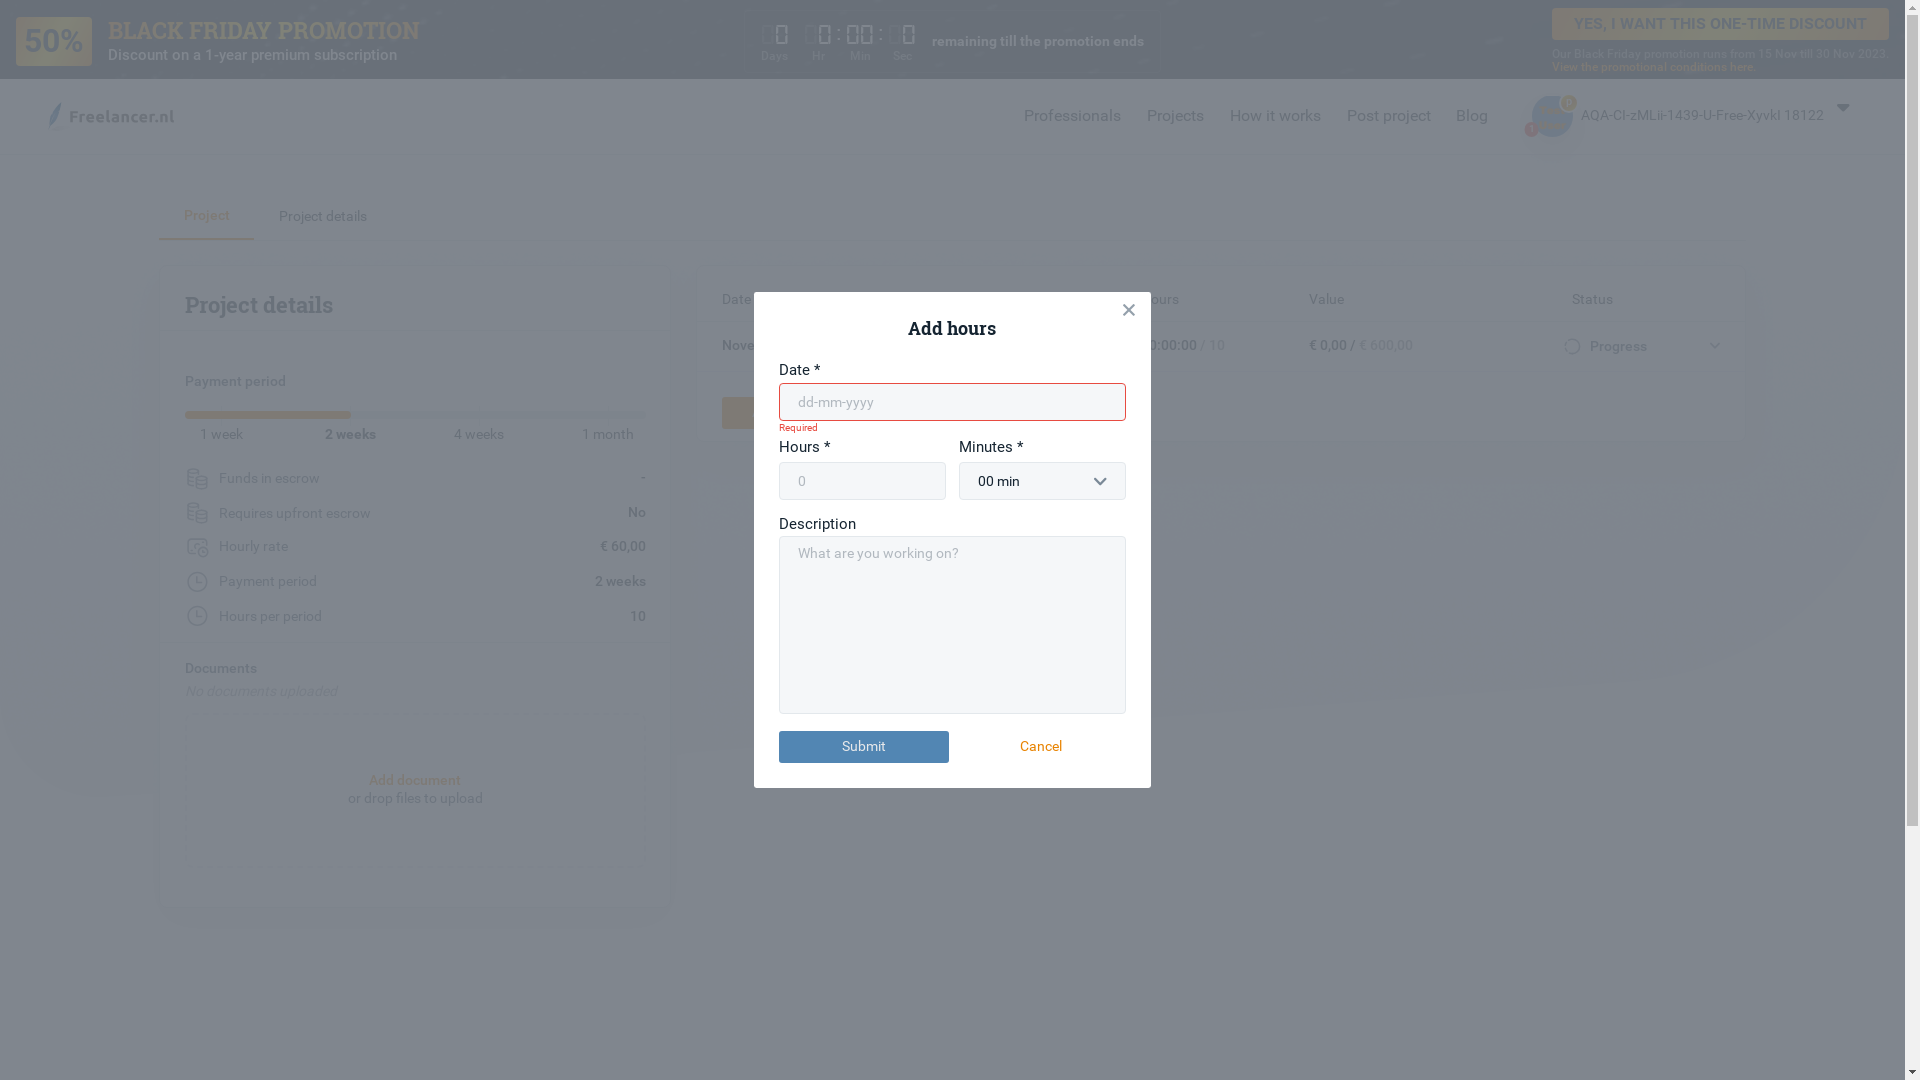 50%
BLACK FRIDAY PROMOTION
Discount on a 1-year premium subscription
0 0 : 00 : 0
Days Hr Min Sec
remaining till the promotion ends
YES, I WANT THIS ONE-TIME DISCOUNT
Our Black Friday promotion runs from 15 Nov till 30 Nov 2023.
View the promotional conditions here
Freelancer.nl
Professionals
Projects
How it works
Post project
Blog
AQA-CI-zMLii-1439-U-Free-XyvkI 18122
Project
Project details
Project details
Payment period
1 week
2 weeks
4 weeks
1 month
Funds in escrow
-
Requires upfront escrow
No
Hourly rate
€ 60,00
Payment period
2 weeks
Hours per period
10
Documents
No documents uploaded
Add document
or drop files to upload
Date
ours
Value
Status
Nove
0:00:00 / 10
€ 0,00 / € 600,00
Progress
Add hours
Date *
dd-mm-yyyy
Required
Hours *
Minutes *
0
00 min
Description
What are you working on?
Submit
Cancel